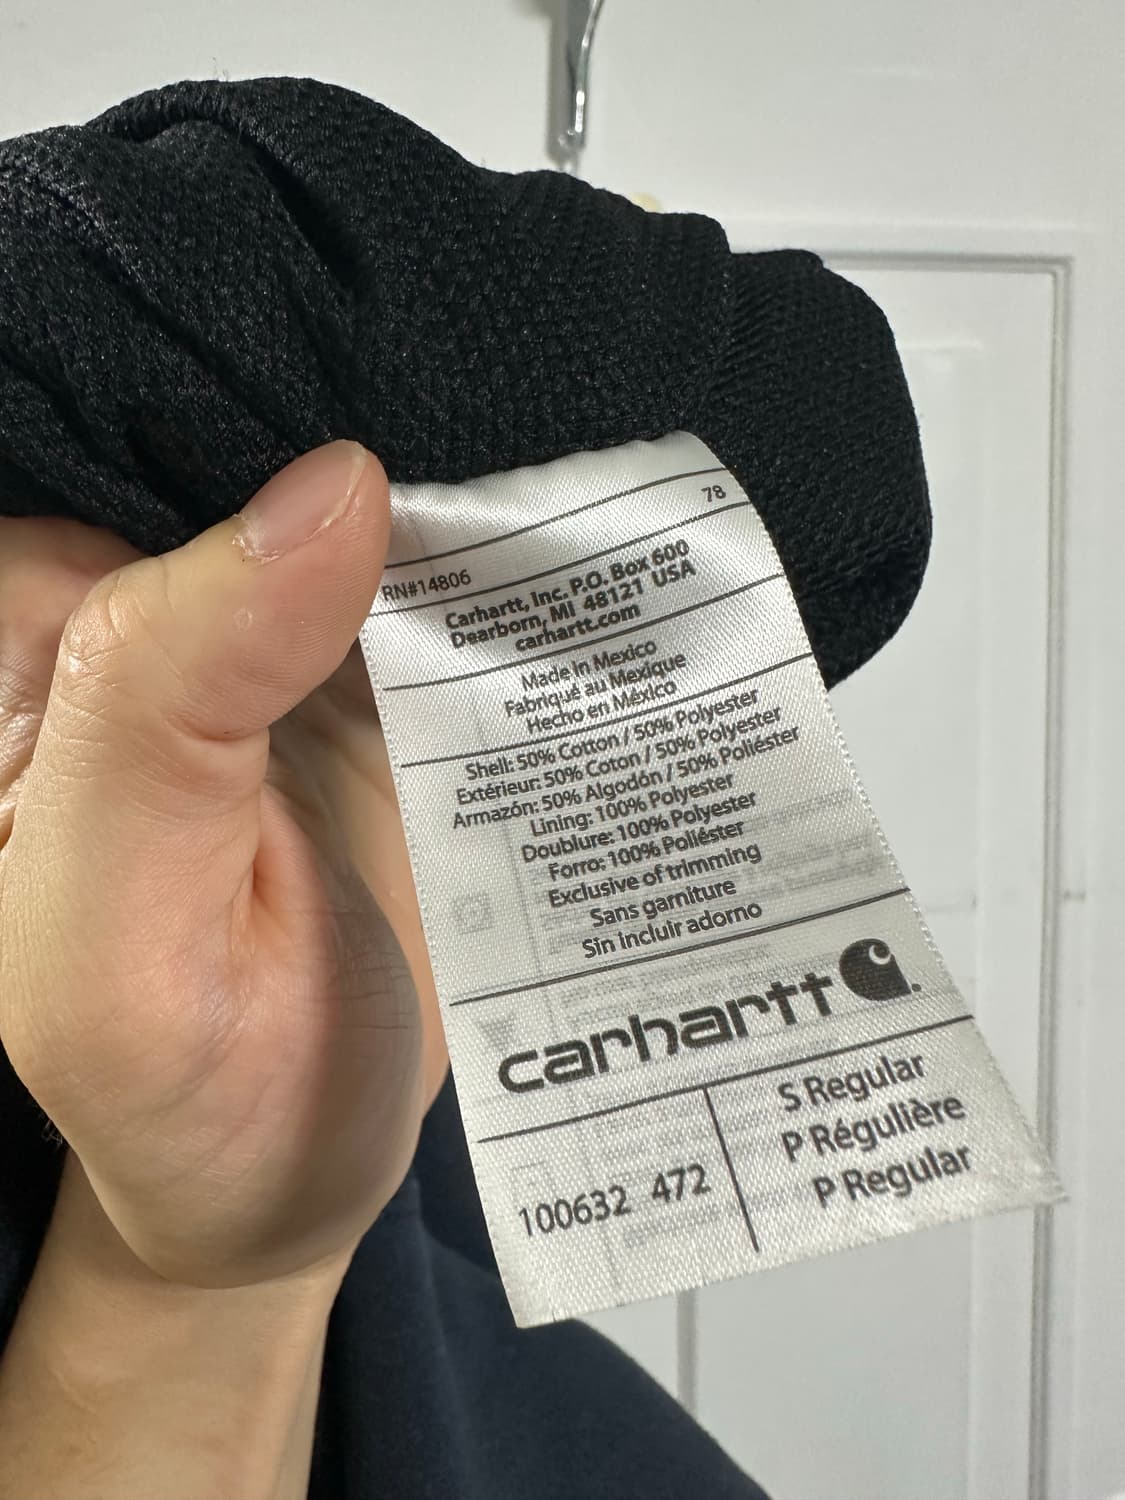 78
RN#14806
Carhartt, Inc. P.O. Box 600
Dearborn, MI 48121 USA
carhartt.com
Made In Mexico
Fabriqué au Mexique
Hecho en México
Shell: 50% Cotton / 50% Polyester
Extérieur: 50% Coton / 50% Polyester
Armazón: 50% Algodón / 50% Poliéster
Lining: 100% Polyester
Doublure: 100% Polyester
Forro: 100% Poliéster
Exclusive of trimming
Sans garniture
Sin incluir adorno
carhartt
S Regular
P Régulière
P Regular
100632 472